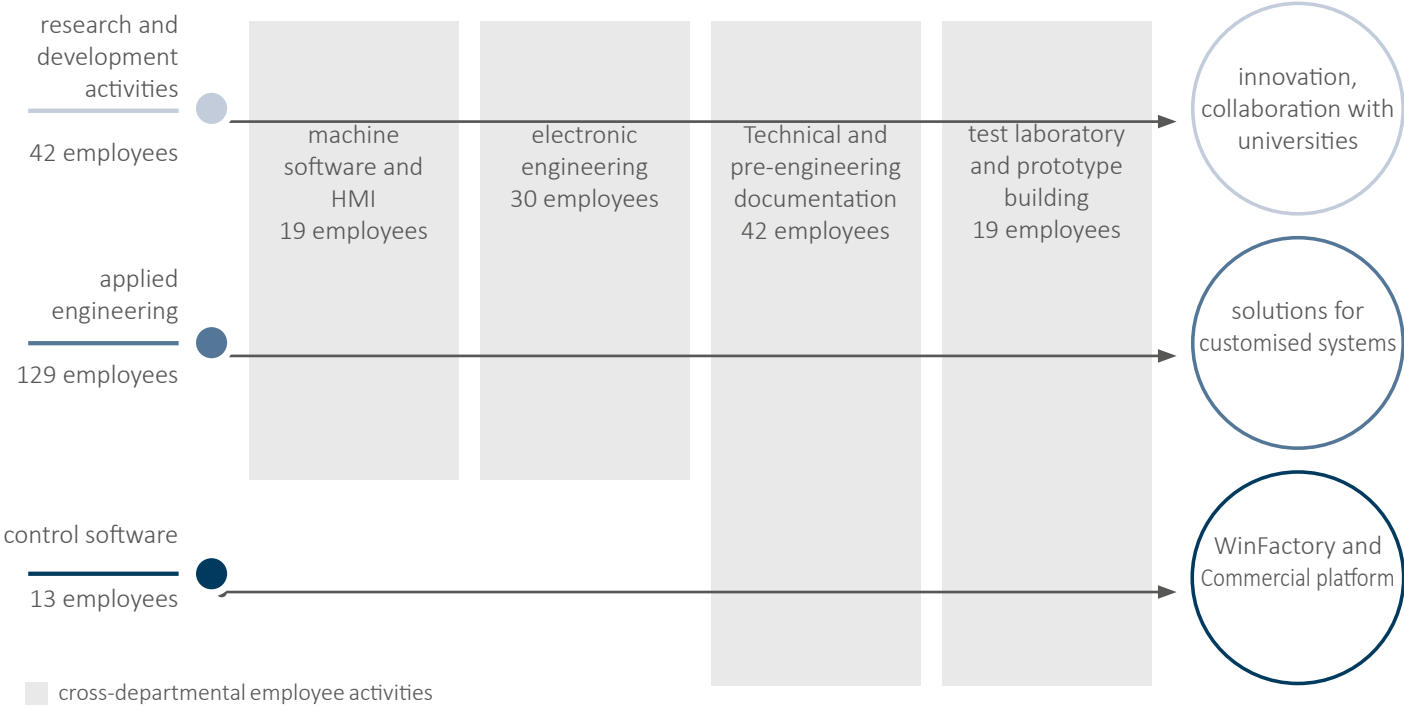 research and
development
activities
42 employees
machine
software and
HMI
19 employees
electronic
engineering
30 employees
Technical and
pre-engineering
documentation
42 employees
test laboratory
and prototype
building
19 employees
innovation,
collaboration with
universities
applied
engineering
129 employees
solutions for
customised systems
control software
13 employees
WinFactory and
Commercial platform
cross-departmental employee activities